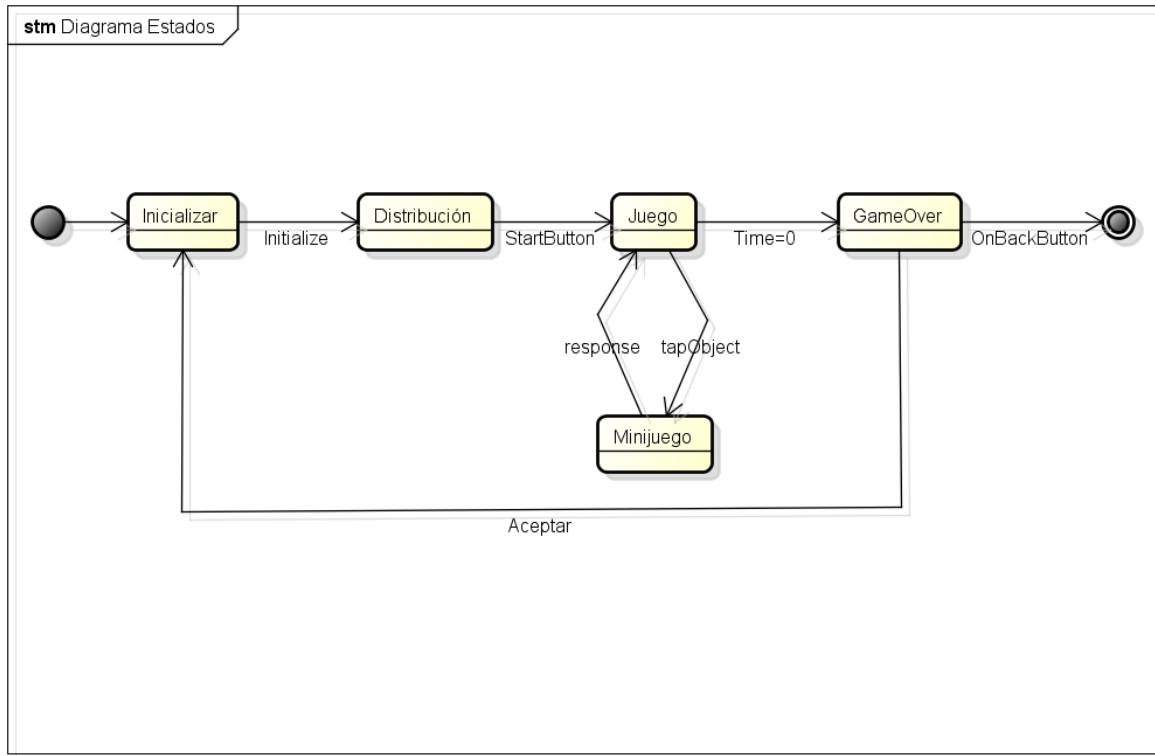 stm Diagrama Estados
Inicializar
Distribución
Juego
GameOver
Initialize
StartButton
Time=0
OnBackButton
response
tapObject
Minijuego
Aceptar